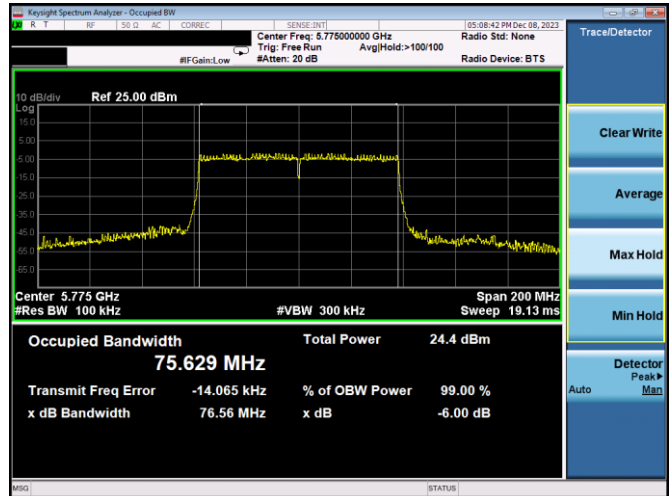 Keysight Spectrum Analyzer - Occupied BW
LXI R T RF 50 Ω AC CORREC SENSE:INT 05:08:42 PM Dec 08, 2023
Center Freq: 5.775000000 GHz Radio Std: None
Trig: Free Run Avg|Hold:>100/100
#IFGain:Low #Atten: 20 dB Radio Device: BTS
Trace/Detector
10 dB/div Ref 25.00 dBm
Log
15.0
5.00
-5.00
-15.0
-25.0
-35.0
-45.0
-55.0
-65.0
Center 5.775 GHz Span 200 MHz
#Res BW 100 kHz #VBW 300 kHz Sweep 19.13 ms
Occupied Bandwidth Total Power 24.4 dBm
75.629 MHz
Transmit Freq Error -14.065 kHz % of OBW Power 99.00 %
x dB Bandwidth 76.56 MHz x dB -6.00 dB
Clear Write
Average
Max Hold
Min Hold
Detector
Peak▶
Auto Man
MSG STATUS